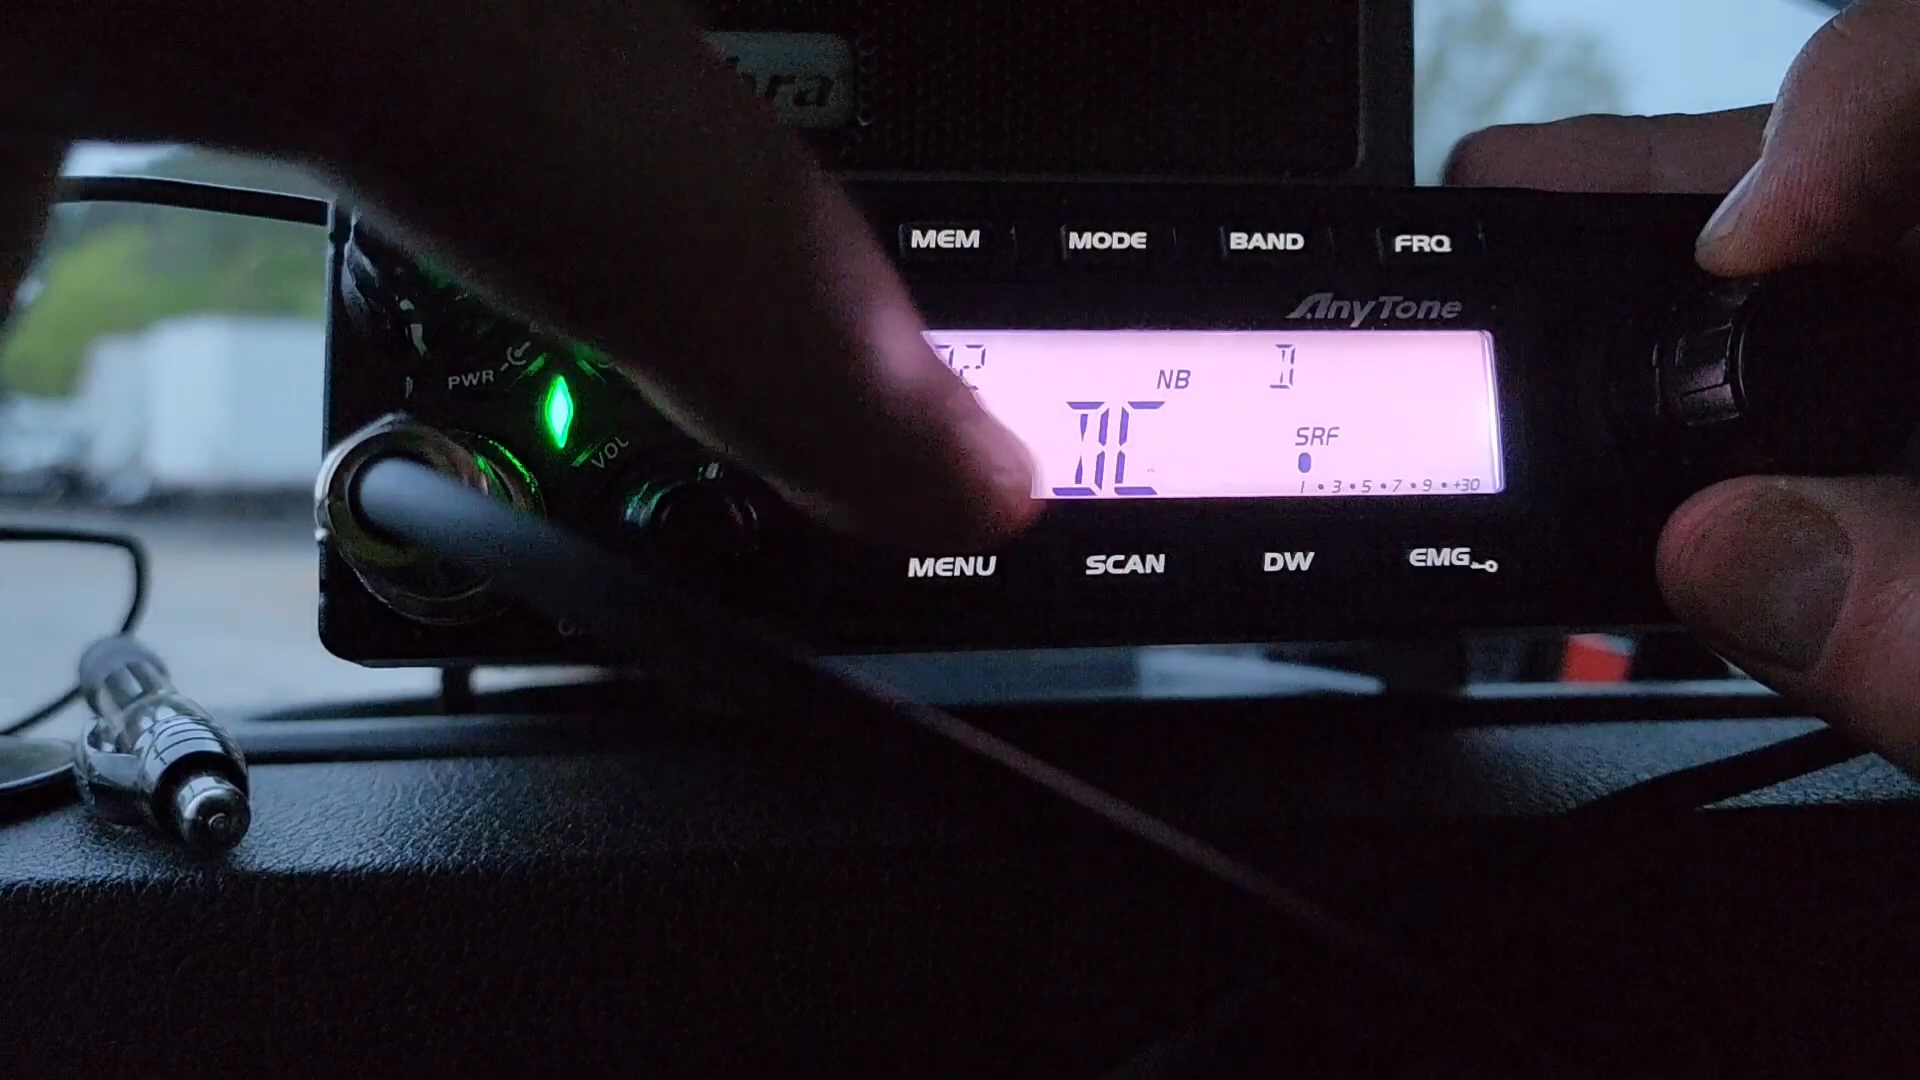 MEM MODE BAND FRQ
AnyTone
PWR
NB
DC
SRF
1•3•5•7•9•+30
VOL
MENU SCAN DW EMG